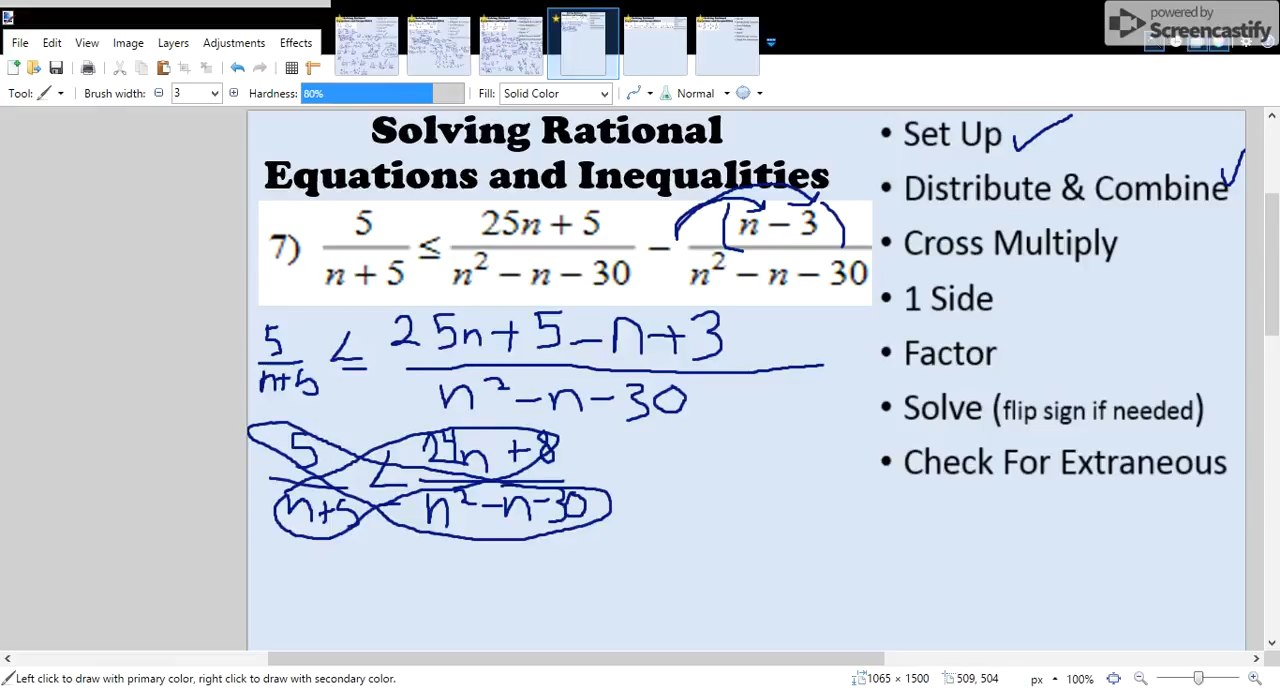 powered by
Screencastify
File Edit View Image Layers Adjustments Effects
Tool: Brush width: 3 Hardness: 80% Fill: Solid Color Normal
Solving Rational
Equations and Inequalities
7) 5/(n + 5) ≤ (25n + 5)/(n² − n − 30) − (n − 3)/(n² − n − 30)
5/(n+5) ≤ (25n+5−n+3)/(n²−n−30)
5/(n+5) ≤ (24n+8)/(n²−n−30)
• Set Up ✓
• Distribute & Combine ✓
• Cross Multiply
• 1 Side
• Factor
• Solve (flip sign if needed)
• Check For Extraneous
Left click to draw with primary color, right click to draw with secondary color. 1065 × 1500 509, 504 px 100%